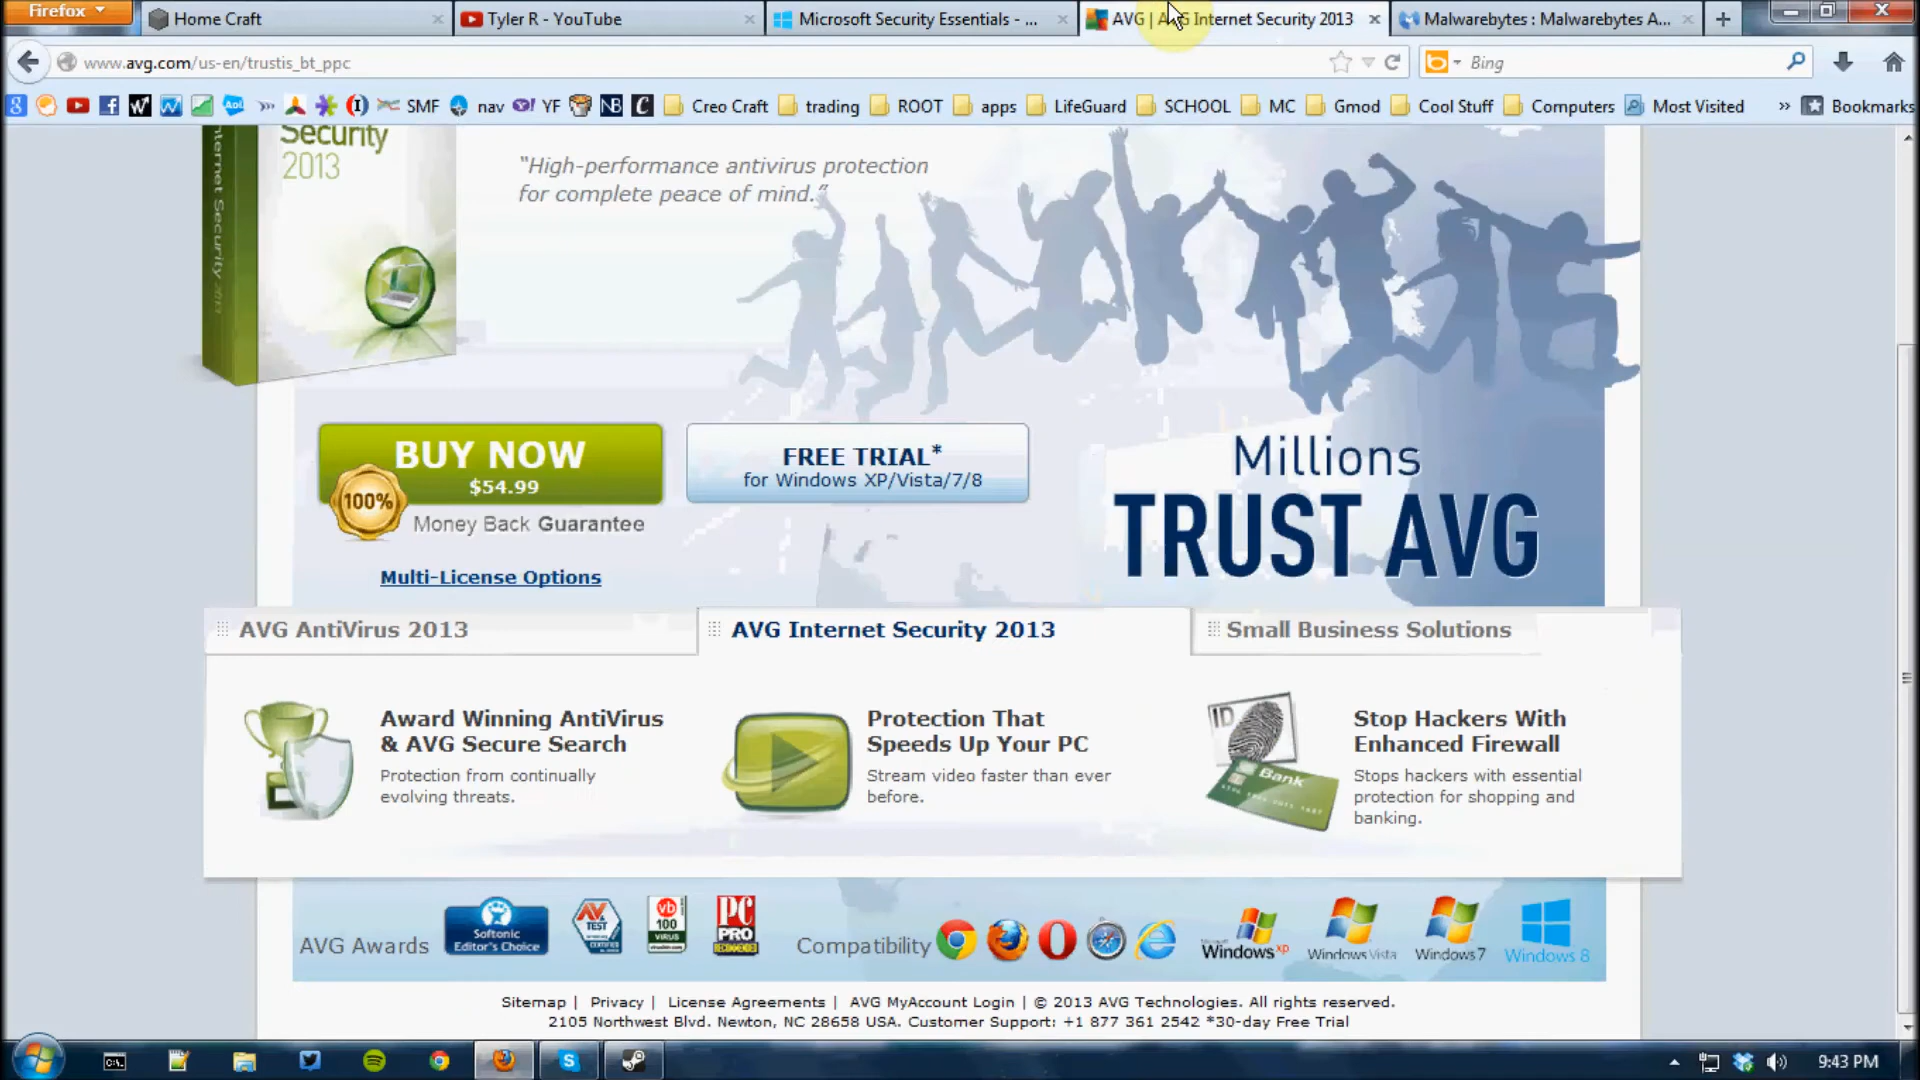 Firefox
Home Craft
Tyler R - YouTube
Microsoft Security Essentials - ...
AVG | AVG Internet Security 2013
Malwarebytes : Malwarebytes A...
www.avg.com/us-en/trustis_bt_ppc
Bing
SMF
nav
YF
NB
Creo Craft
trading
ROOT
apps
LifeGuard
SCHOOL
MC
Gmod
Cool Stuff
Computers
Most Visited
Bookmarks
Internet Security 2013
Security
2013
“High-performance antivirus protection
for complete peace of mind.”
BUY NOW
$54.99
100%
Money Back Guarantee
Multi-License Options
FREE TRIAL*
for Windows XP/Vista/7/8
Millions
TRUST AVG
AVG AntiVirus 2013
AVG Internet Security 2013
Small Business Solutions
Award Winning AntiVirus
& AVG Secure Search
Protection from continually
evolving threats.
Protection That
Speeds Up Your PC
Stream video faster than ever
before.
ID
Bank
Stop Hackers With
Enhanced Firewall
Stops hackers with essential
protection for shopping and
banking.
AVG Awards
Softonic
Editor's Choice
AV
TEST
vb
100
VIRUS
PC
PRO
Compatibility
Windows xp
Windows Vista
Windows 7
Windows 8
Sitemap | Privacy | License Agreements | AVG MyAccount Login | © 2013 AVG Technologies. All rights reserved.
2105 Northwest Blvd. Newton, NC 28658 USA. Customer Support: +1 877 361 2542 *30-day Free Trial
9:43 PM